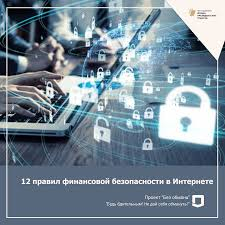 12 правил финансовой безопасности в Интернете
Проект "Без обмана"
"Будь бдительным! Не дай себя обмануть!"